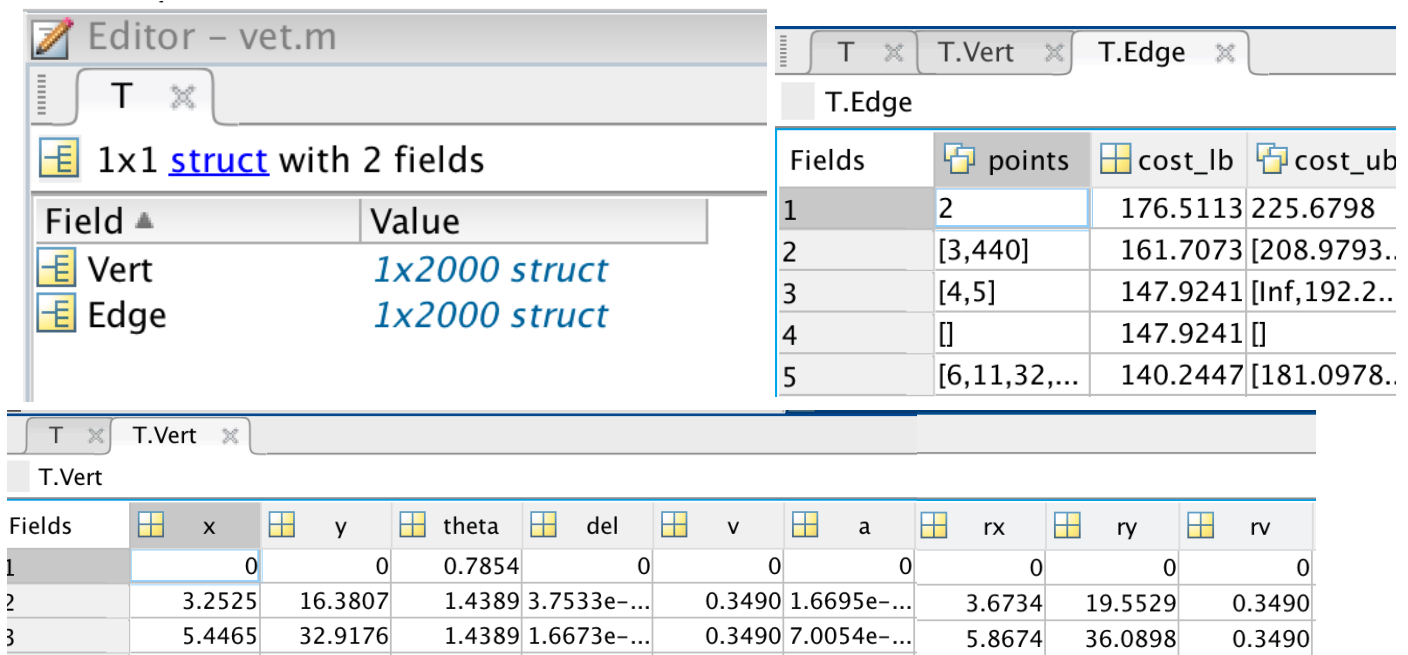 Editor – vet.m
T
1x1 struct with 2 fields
Field Value
Vert 1x2000 struct
Edge 1x2000 struct
T T.Vert T.Edge
T.Edge
Fields points cost_lb cost_ub
1 2 176.5113 225.6798
2 [3,440] 161.7073 [208.9793..
3 [4,5] 147.9241 [Inf,192.2...
4 [] 147.9241 []
5 [6,11,32,... 140.2447 [181.0978..
T T.Vert
T.Vert
Fields x y theta del v a rx ry rv
1 0 0 0.7854 0 0 0 0 0 0
2 3.2525 16.3807 1.4389 3.7533e-... 0.3490 1.6695e-... 3.6734 19.5529 0.3490
3 5.4465 32.9176 1.4389 1.6673e-... 0.3490 7.0054e-... 5.8674 36.0898 0.3490